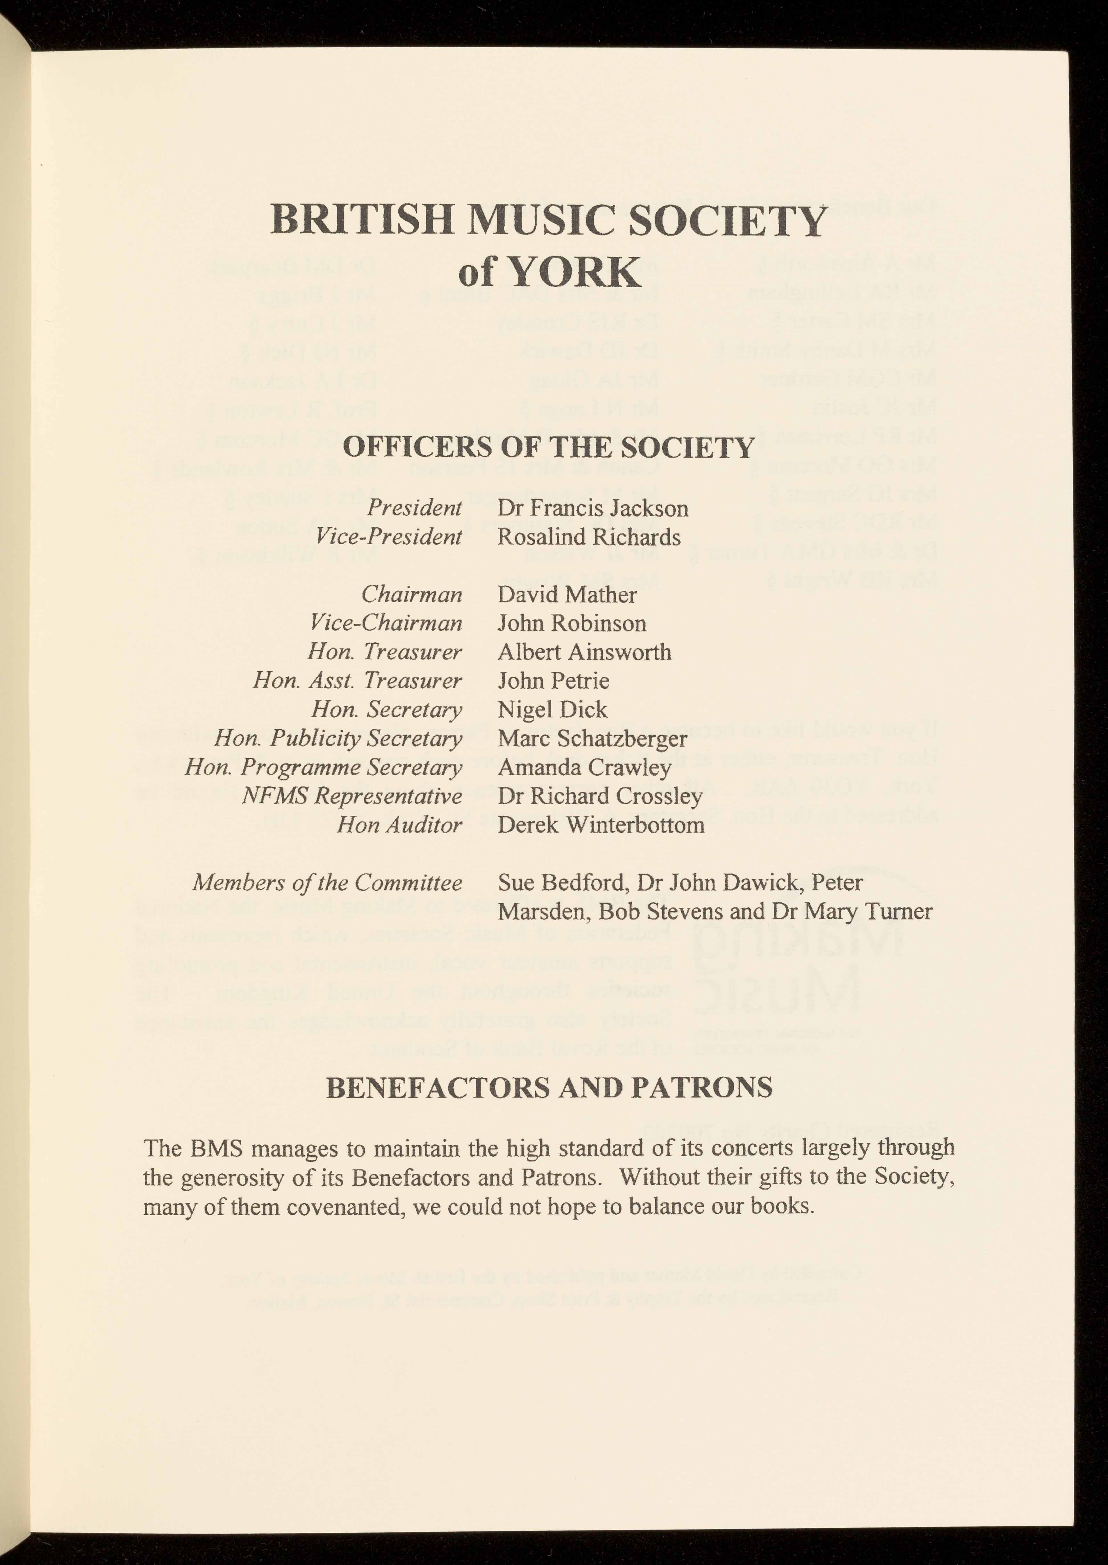 BRITISH MUSIC SOCIETY
of YORK
OFFICERS OF THE SOCIETY
President Dr Francis Jackson
Vice-President Rosalind Richards
Chairman David Mather
Vice-Chairman John Robinson
Hon. Treasurer Albert Ainsworth
Hon. Asst. Treasurer John Petrie
Hon. Secretary Nigel Dick
Hon. Publicity Secretary Marc Schatzberger
Hon. Programme Secretary Amanda Crawley
NFMS Representative Dr Richard Crossley
Hon Auditor Derek Winterbottom
Members of the Committee Sue Bedford, Dr John Dawick, Peter
Marsden, Bob Stevens and Dr Mary Turner
BENEFACTORS AND PATRONS
The BMS manages to maintain the high standard of its concerts largely through
the generosity of its Benefactors and Patrons. Without their gifts to the Society,
many of them covenanted, we could not hope to balance our books.